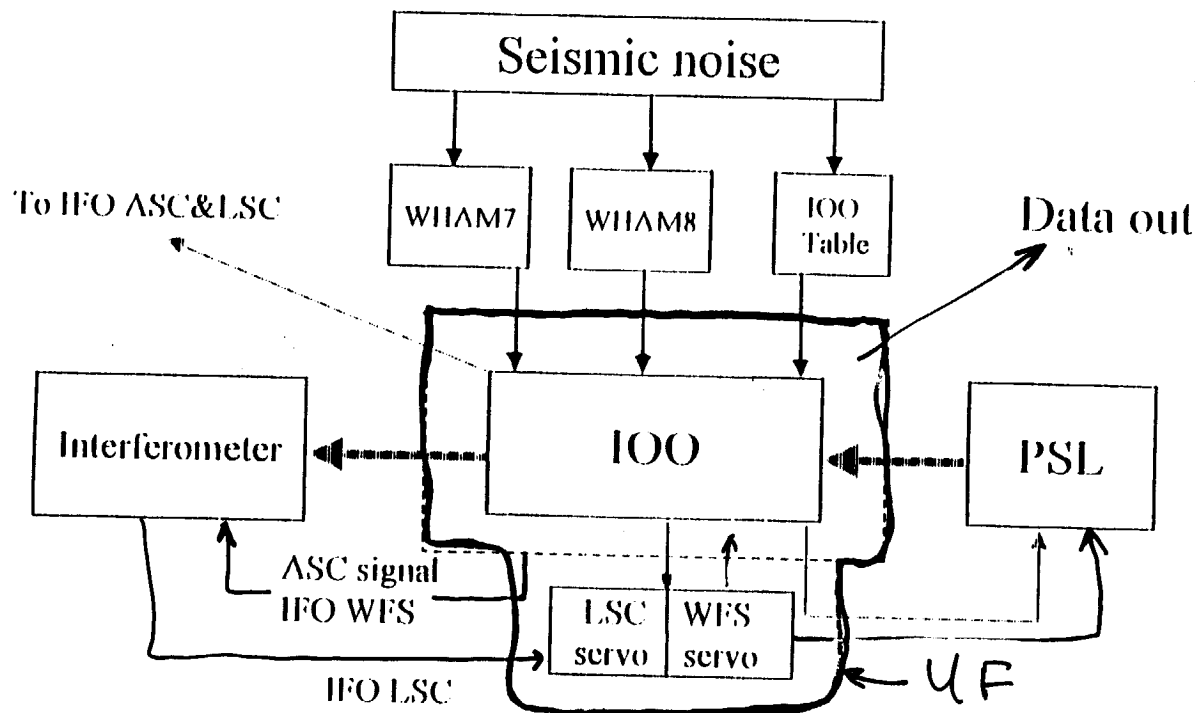 Seismic noise
To IFO ASC&LSC
WHAM7
WHAM8
IOO
Table
Data out
Interferometer
IOO
PSL
ASC signal
IFO WFS
LSC
servo
WFS
servo
IFO LSC
UF